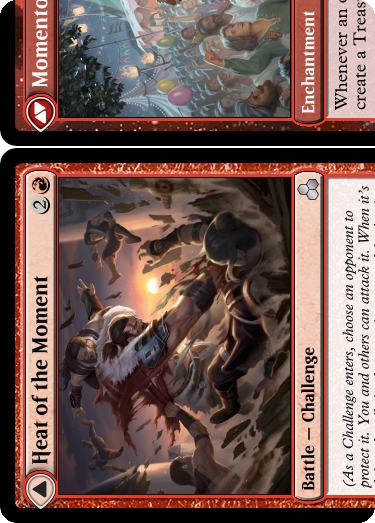 Momento
Enchantment
Whenever an
create a Treas
Heat of the Moment
2
Battle — Challenge
(As a Challenge enters, choose an opponent to
protect it. You and others can attack it. When it's